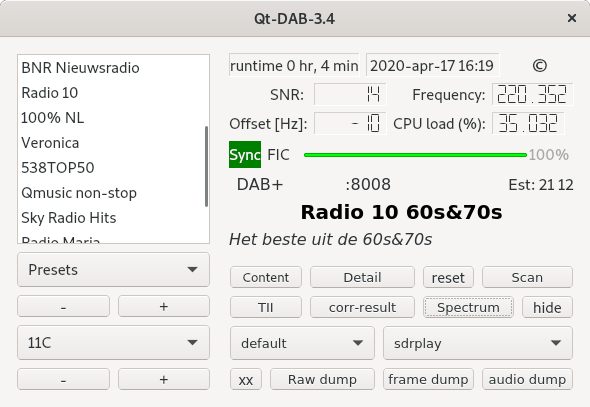 Qt-DAB-3.4
×
BNR Nieuwsradio
Radio 10
100% NL
Veronica
538TOP50
Qmusic non-stop
Sky Radio Hits
Radio Maria
Presets
- +
11C
- +
runtime 0 hr, 4 min 2020-apr-17 16:19 ©
SNR: 14 Frequency: 220.352
Offset [Hz]: -10 CPU load (%): 35.032
Sync FIC 100%
DAB+ :8008 Est: 21 12
Radio 10 60s&70s
Het beste uit de 60s&70s
Content Detail reset Scan
TII corr-result Spectrum hide
default sdrplay
xx Raw dump frame dump audio dump